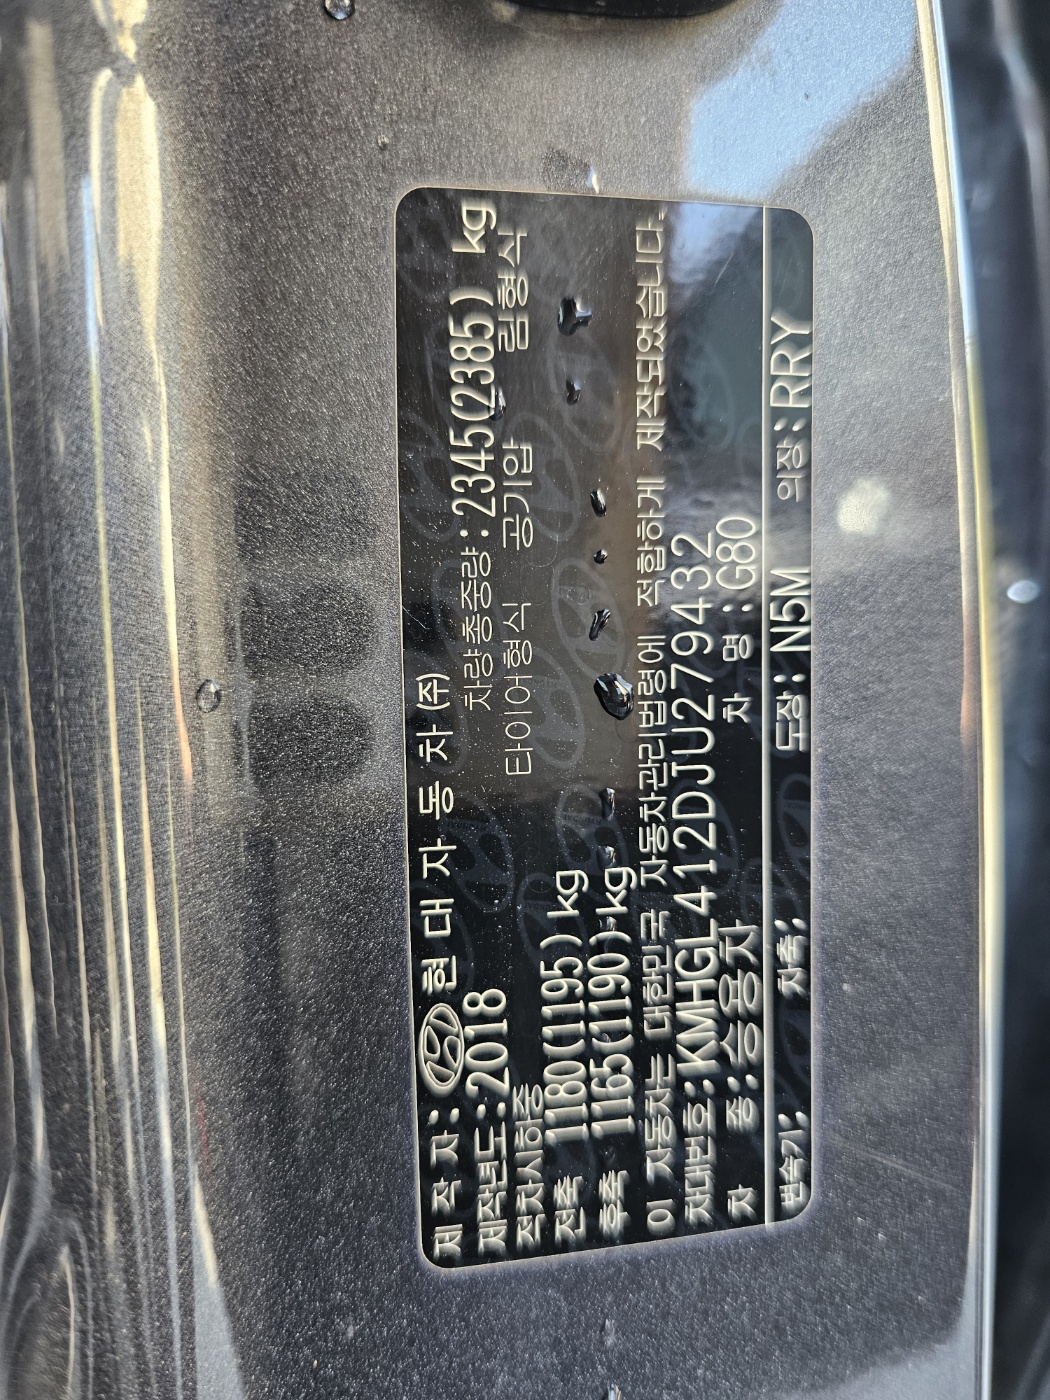 제 작 자: 현 대 자 동 차 (주)
제작년도: 2018 차량총중량: 2345(2385) kg
적차시하중 타이어형식 공기압 림형식
전축 1180(1195) kg
후축 1165(1190) kg
이 자동차는 대한민국 자동차관리법령에 적합하게 제작되었습니다.
차대번호: KMHGL412DJU279432
차 종: 승용차 차 명: G80
변속기: 차축: 도장: N5M 의장: RRY